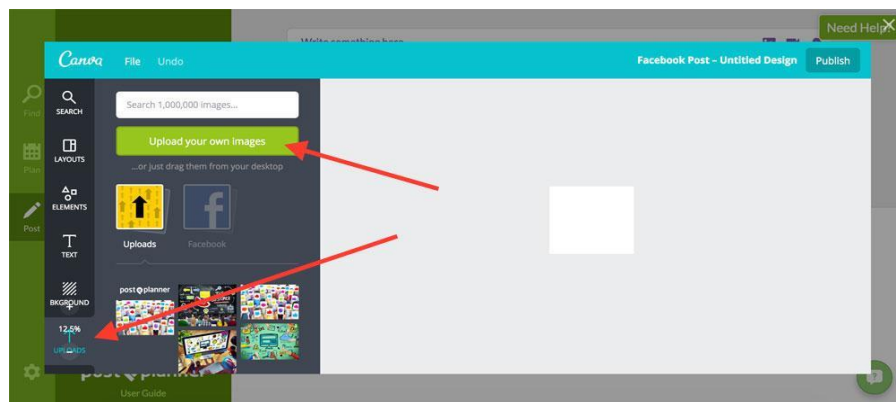 Need Help?
Write something here
Canva
File
Undo
Facebook Post – Untitled Design
Publish
Find
Plan
Post
SEARCH
LAYOUTS
ELEMENTS
TEXT
BKGROUND
12.5%
UPLOADS
Search 1,000,000 images...
Upload your own images
...or just drag them from your desktop
Uploads
Facebook
post planner
post planner
User Guide